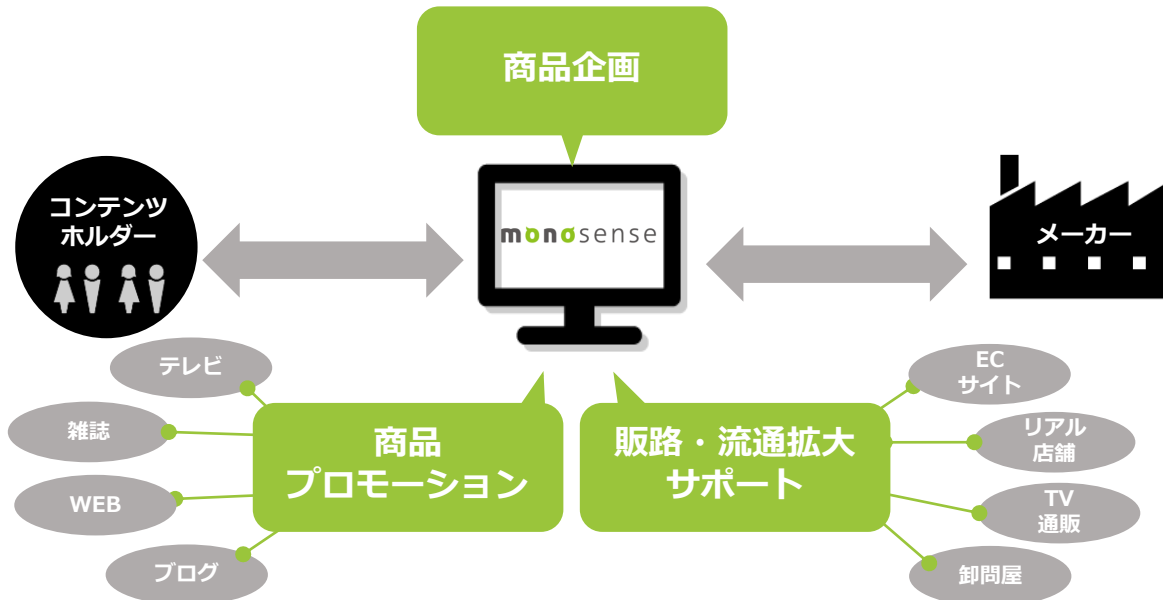 商品企画
コンテンツ
ホルダー
monosense
メーカー
テレビ
雑誌
WEB
ブログ
商品
プロモーション
販路・流通拡大
サポート
EC
サイト
リアル
店舗
TV
通販
卸問屋